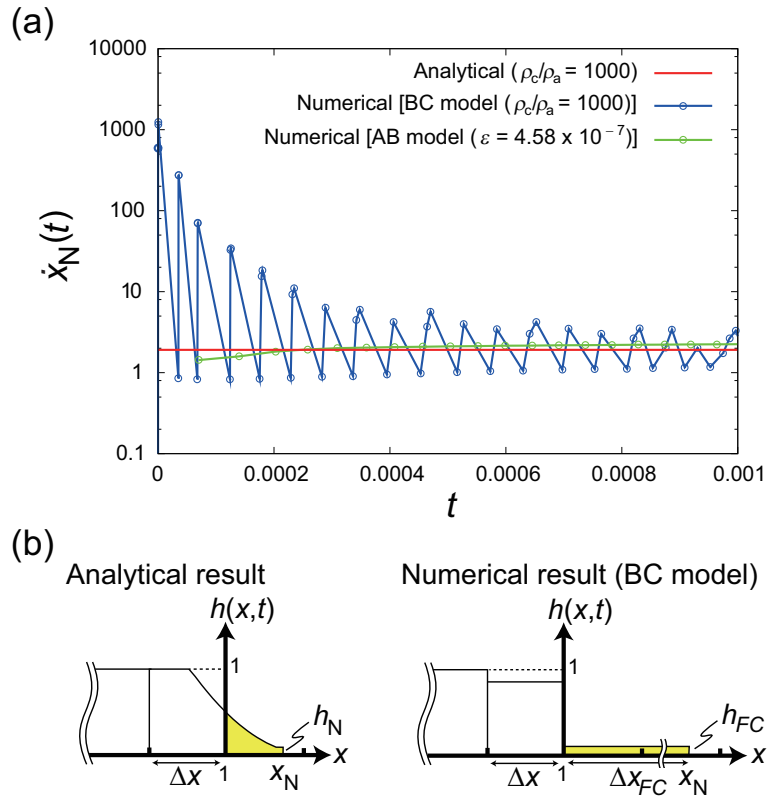 (a)
10000
1000
100
10
1
0.1
ẋN(t)
Analytical (ρc/ρa = 1000)
Numerical [BC model (ρc/ρa = 1000)]
Numerical [AB model (ε = 4.58 x 10⁻⁷)]
0 0.0002 0.0004 0.0006 0.0008 0.001
t
(b)
Analytical result
h(x,t)
1
hN
x
Δx
1
xN
Numerical result (BC model)
h(x,t)
1
hFC
x
Δx
1
ΔxFC
xN